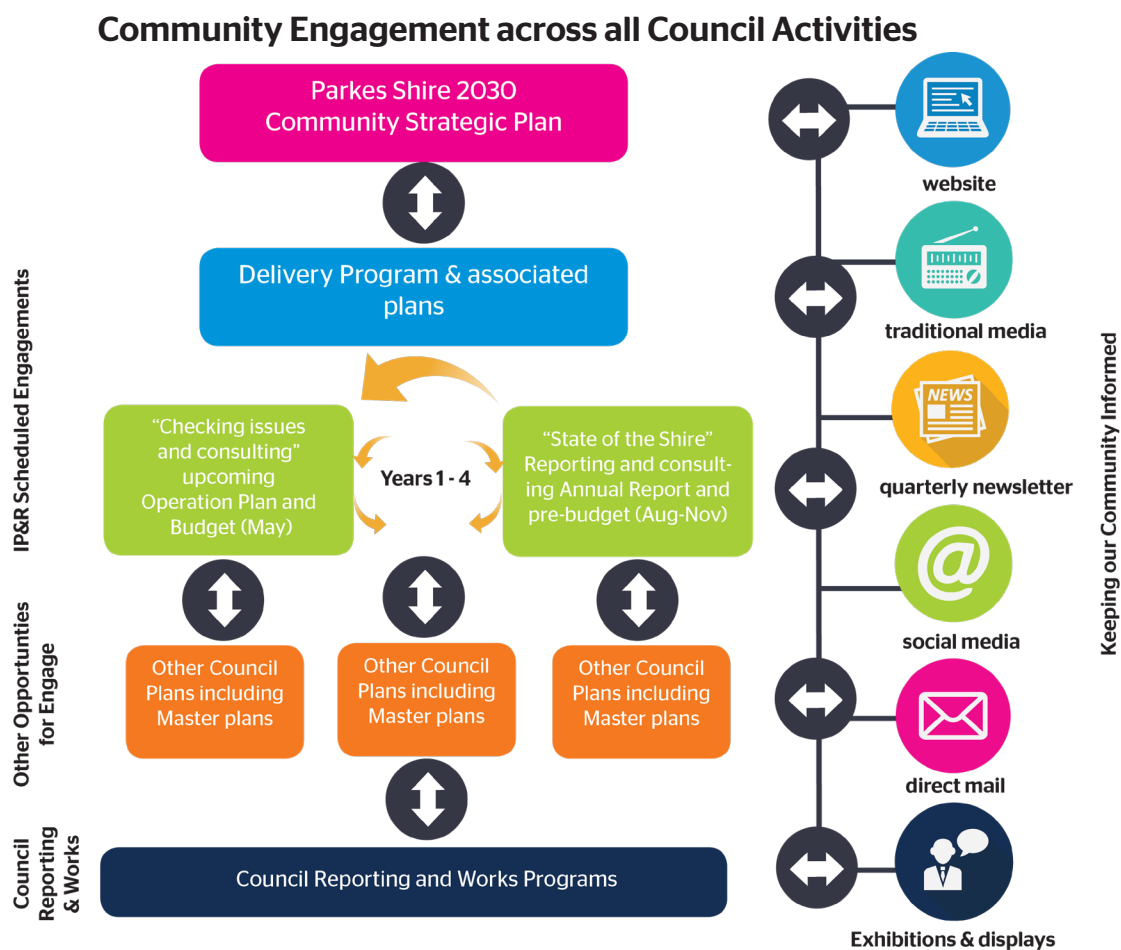 Community Engagement across all Council Activities
Parkes Shire 2030
Community Strategic Plan
Delivery Program & associated
plans
IP&R Scheduled Engagements
“Checking issues
and consulting”
upcoming
Operation Plan and
Budget (May)
Years 1 - 4
“State of the Shire”
Reporting and consult-
ing Annual Report and
pre-budget (Aug-Nov)
Other Opportunties
for Engage
Other Council
Plans including
Master plans
Other Council
Plans including
Master plans
Other Council
Plans including
Master plans
Council
Reporting
& Works
Council Reporting and Works Programs
website
traditional media
NEWS
quarterly newsletter
@
social media
direct mail
Exhibitions & displays
Keeping our Community Informed